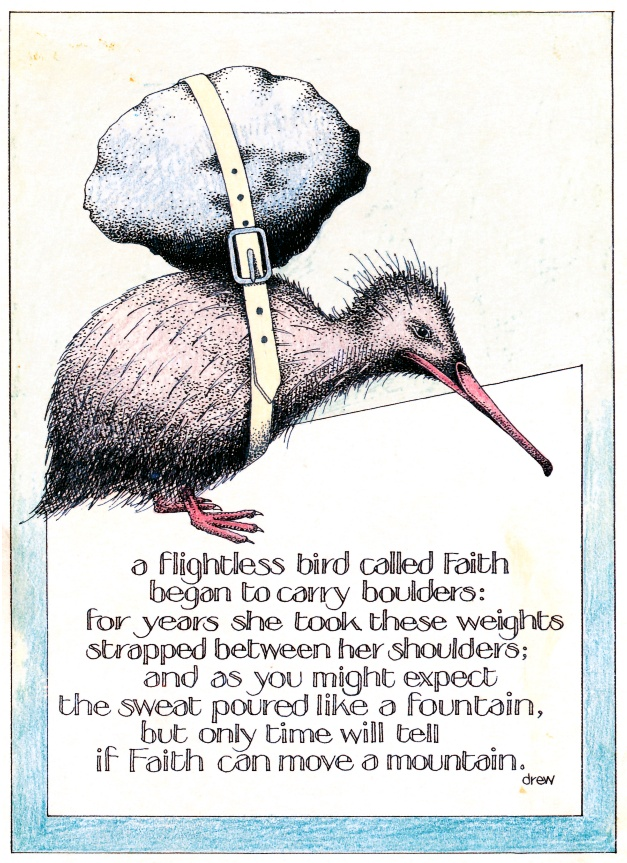 a flightless bird called Faith
began to carry boulders:
for years she took these weights
strapped between her shoulders;
and as you might expect
the sweat poured like a fountain,
but only time will tell
if Faith can move a mountain.
drew